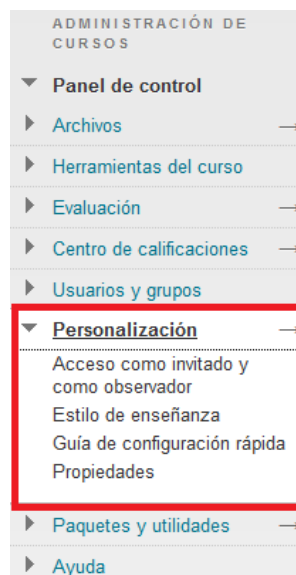 ADMINISTRACIÓN DE
CURSOS
Panel de control
Archivos
Herramientas del curso
Evaluación
Centro de calificaciones
Usuarios y grupos
Personalización
Acceso como invitado y
como observador
Estilo de enseñanza
Guía de configuración rápida
Propiedades
Paquetes y utilidades
Ayuda